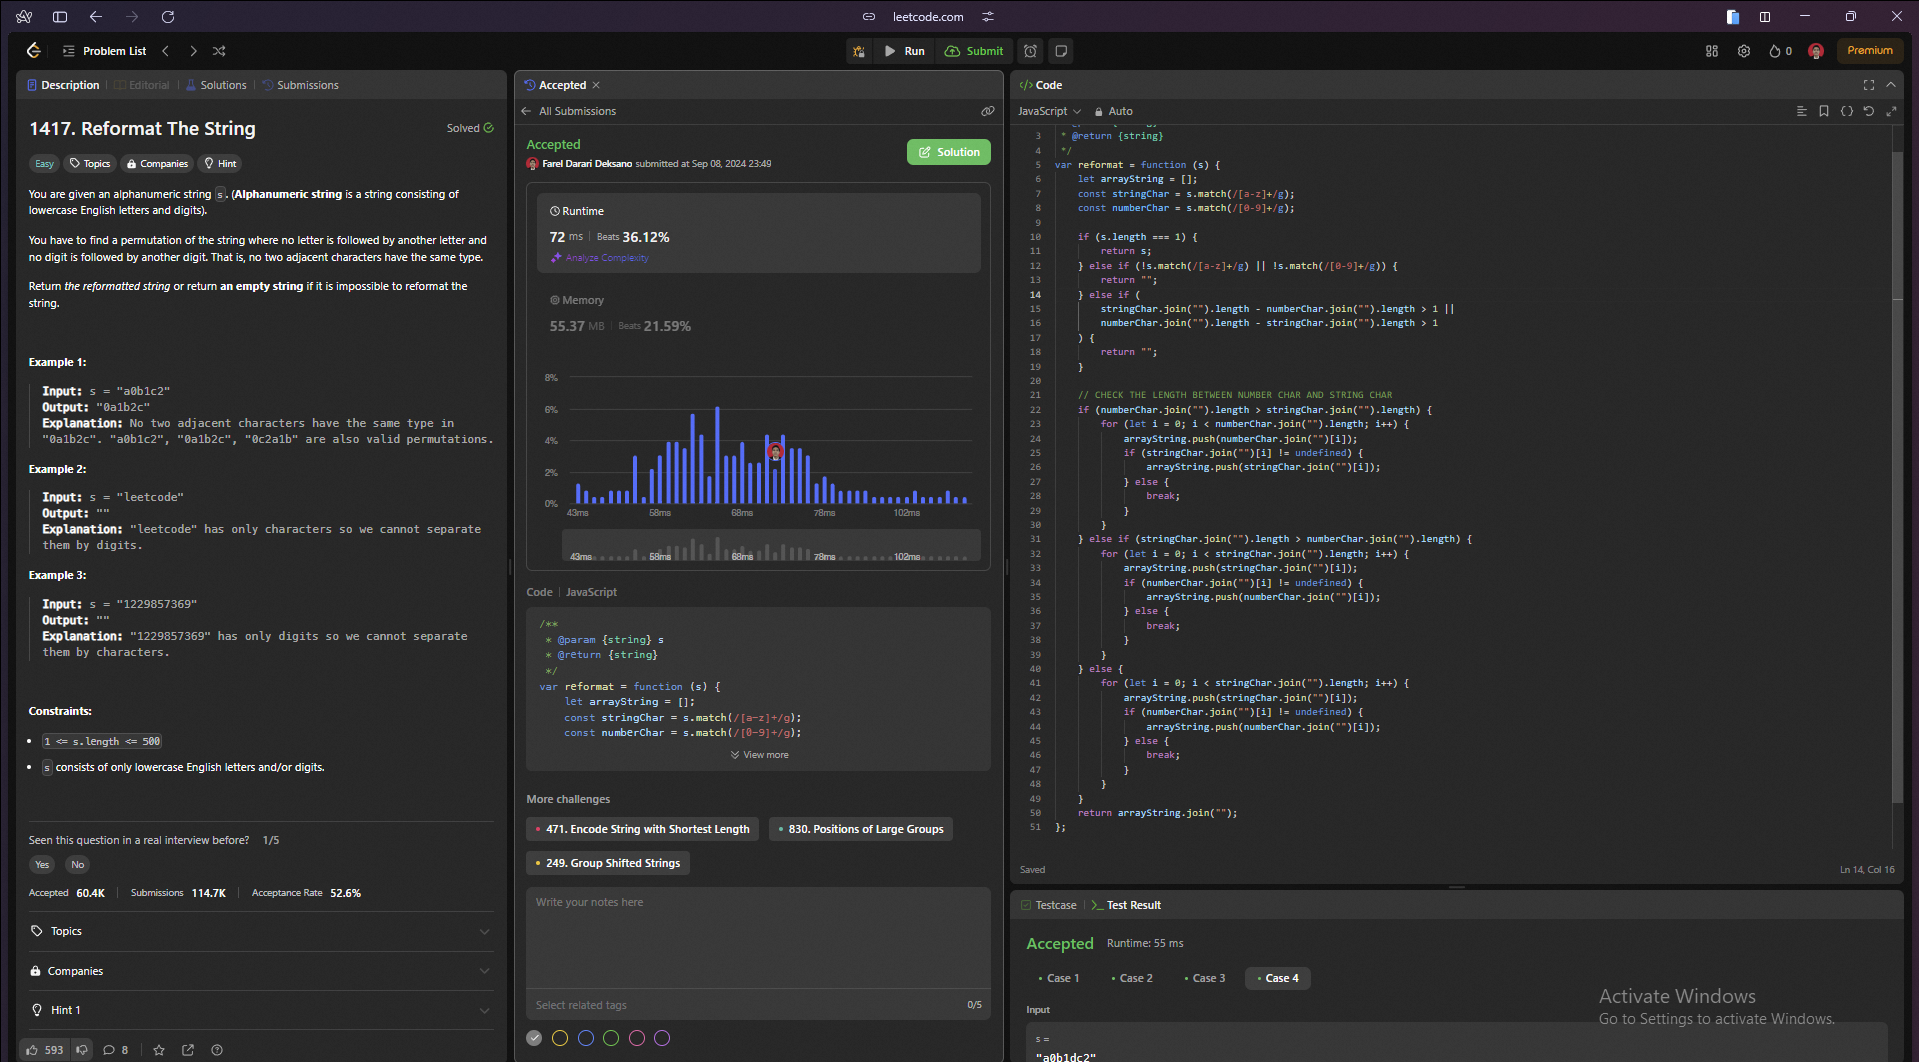 leetcode.com
Problem List
Run
Submit
0
Premium
Description
Editorial
Solutions
Submissions
1417. Reformat The String
Solved
Easy
Topics
Companies
Hint
You are given an alphanumeric string s. (Alphanumeric string is a string consisting of
lowercase English letters and digits).
You have to find a permutation of the string where no letter is followed by another letter and
no digit is followed by another digit. That is, no two adjacent characters have the same type.
Return the reformatted string or return an empty string if it is impossible to reformat the
string.
Example 1:
Input: s = "a0b1c2"
Output: "0a1b2c"
Explanation: No two adjacent characters have the same type in
"0a1b2c". "a0b1c2", "0a1b2c", "0c2a1b" are also valid permutations.
Example 2:
Input: s = "leetcode"
Output: ""
Explanation: "leetcode" has only characters so we cannot separate
them by digits.
Example 3:
Input: s = "1229857369"
Output: ""
Explanation: "1229857369" has only digits so we cannot separate
them by characters.
Constraints:
1 <= s.length <= 500
s consists of only lowercase English letters and/or digits.
Seen this question in a real interview before? 1/5
Yes
No
Accepted 60.4K
Submissions 114.7K
Acceptance Rate 52.6%
Topics
Companies
Hint 1
593
8
Accepted
All Submissions
Accepted
Farel Darari Deksano submitted at Sep 08, 2024 23:49
Solution
Runtime
72 ms Beats 36.12%
Analyze Complexity
Memory
55.37 MB Beats 21.59%
8%
6%
4%
2%
0%
43ms 58ms 68ms 78ms 102ms
43ms 58ms 68ms 78ms 102ms
Code JavaScript
/**
* @param {string} s
* @return {string}
*/
var reformat = function (s) {
let arrayString = [];
const stringChar = s.match(/[a-z]+/g);
const numberChar = s.match(/[0-9]+/g);
View more
More challenges
471. Encode String with Shortest Length
830. Positions of Large Groups
249. Group Shifted Strings
Write your notes here
Select related tags
0/5
</> Code
JavaScript
Auto
3 * @return {string}
4 */
5 var reformat = function (s) {
6 let arrayString = [];
7 const stringChar = s.match(/[a-z]+/g);
8 const numberChar = s.match(/[0-9]+/g);
9
10 if (s.length === 1) {
11 return s;
12 } else if (!s.match(/[a-z]+/g) || !s.match(/[0-9]+/g)) {
13 return "";
14 } else if (
15 stringChar.join("").length - numberChar.join("").length > 1 ||
16 numberChar.join("").length - stringChar.join("").length > 1
17 ) {
18 return "";
19 }
20
21 // CHECK THE LENGTH BETWEEN NUMBER CHAR AND STRING CHAR
22 if (numberChar.join("").length > stringChar.join("").length) {
23 for (let i = 0; i < numberChar.join("").length; i++) {
24 arrayString.push(numberChar.join("")[i]);
25 if (stringChar.join("")[i] != undefined) {
26 arrayString.push(stringChar.join("")[i]);
27 } else {
28 break;
29 }
30 }
31 } else if (stringChar.join("").length > numberChar.join("").length) {
32 for (let i = 0; i < stringChar.join("").length; i++) {
33 arrayString.push(stringChar.join("")[i]);
34 if (numberChar.join("")[i] != undefined) {
35 arrayString.push(numberChar.join("")[i]);
36 } else {
37 break;
38 }
39 }
40 } else {
41 for (let i = 0; i < stringChar.join("").length; i++) {
42 arrayString.push(stringChar.join("")[i]);
43 if (numberChar.join("")[i] != undefined) {
44 arrayString.push(numberChar.join("")[i]);
45 } else {
46 break;
47 }
48 }
49 }
50 return arrayString.join("");
51 };
Saved
Ln 14, Col 16
Testcase
Test Result
Accepted Runtime: 55 ms
Case 1
Case 2
Case 3
Case 4
Input
s =
"a0b1dc2"
Activate Windows
Go to Settings to activate Windows.